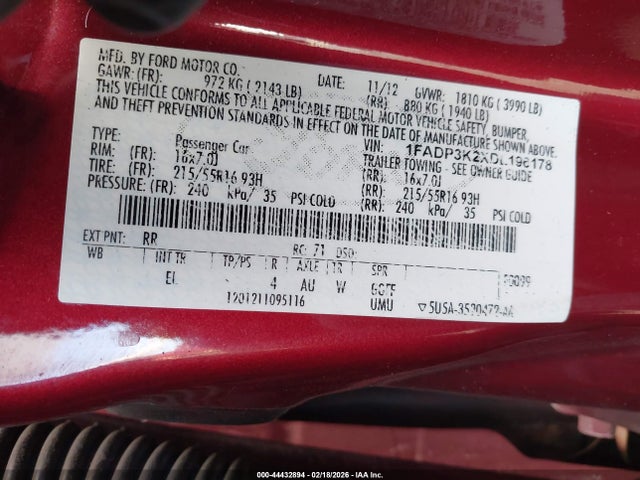 MFD. BY FORD MOTOR CO. DATE: 11/12 GVWR: 1810 KG (3990 LB)
GAWR: (FR): 972 KG (2143 LB) (RR): 880 KG (1940 LB)
THIS VEHICLE CONFORMS TO ALL APPLICABLE FEDERAL MOTOR VEHICLE SAFETY, BUMPER,
AND THEFT PREVENTION STANDARDS IN EFFECT ON THE DATE OF MANUFACTURE SHOWN ABOVE.
VIN: 1FADP3K2XDL196178
TYPE: Passenger Car TRAILER TOWING - SEE OWNER GUIDE
RIM: (FR): 16x7.0J (RR): 16x7.0J
TIRE: (FR): 215/55R16 93H (RR): 215/55R16 93H
PRESSURE: (FR): 240 kPa/ 35 PSI COLD (RR): 240 kPa/ 35 PSI COLD
EXT PNT: RR RC: 71 DSO:
WB INT TR TP/PS R AXLE TR SPR
EL 4 AU W
1201211095116 UMU
000-44432894 - 02/18/2026 - IAA Inc.